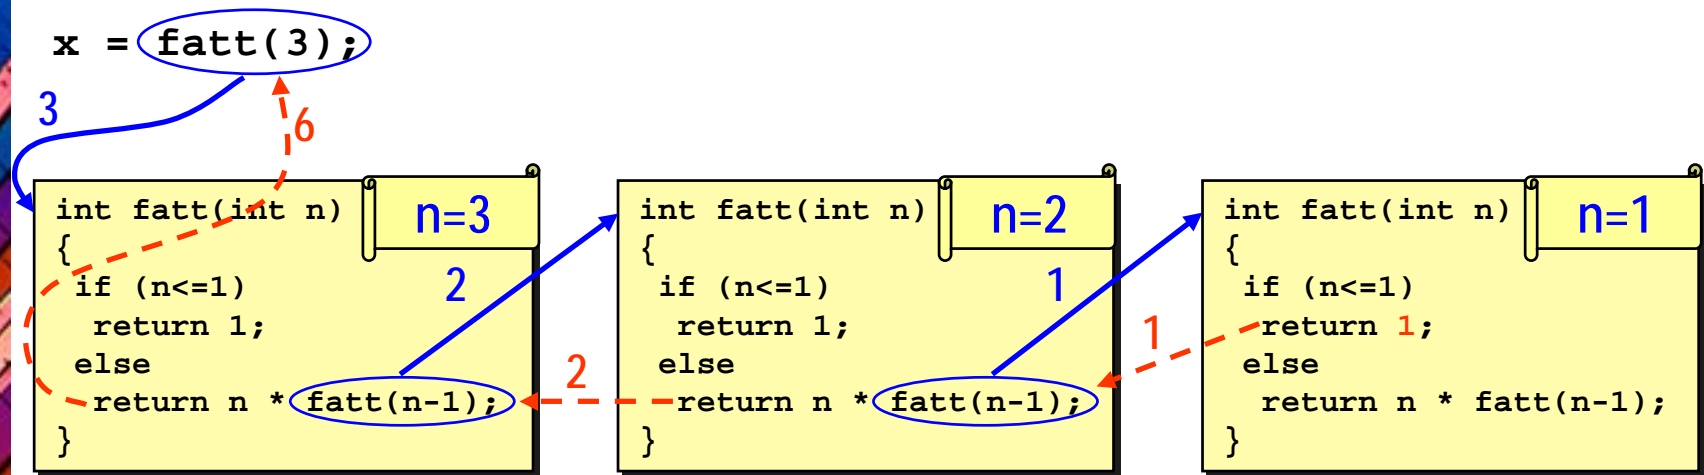 x = fatt(3);
3
6
int fatt(int n)
n=3
{
if (n<=1)
2
return 1;
else
return n * fatt(n-1);
}
2
int fatt(int n)
n=2
{
if (n<=1)
1
return 1;
else
return n * fatt(n-1);
}
1
int fatt(int n)
n=1
{
if (n<=1)
return 1;
else
return n * fatt(n-1);
}